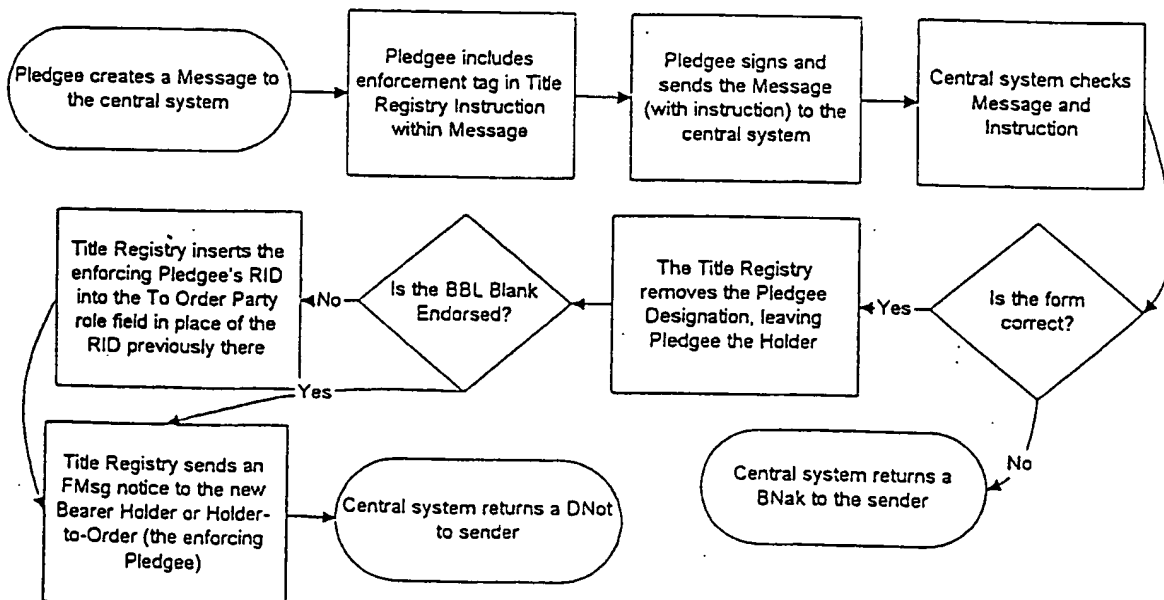 Pledgee creates a Message to
the central system
Pledgee includes
enforcement tag in Title
Registry Instruction
within Message
Pledgee signs and
sends the Message
(with instruction) to the
central system
Central system checks
Message and
Instruction
Is the form
correct?
Yes
The Title Registry
removes the Pledgee
Designation, leaving
Pledgee the Holder
Is the BBL Blank
Endorsed?
No
Title Registry inserts the
enforcing Pledgee's RID
into the To Order Party
role field in place of the
RID previously there
Yes
Title Registry sends an
FMsg notice to the new
Bearer Holder or Holder-
to-Order (the enforcing
Pledgee)
Central system returns a DNot
to sender
No
Central system returns a
BNak to the sender